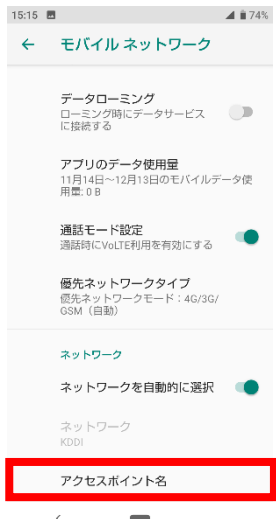 15:15 74%
← モバイル ネットワーク
データローミング
ローミング時にデータサービス
に接続する
アプリのデータ使用量
11月14日～12月13日のモバイルデータ使
用量: 0 B
通話モード設定
通話時にVoLTE利用を有効にする
優先ネットワークタイプ
優先ネットワークモード：4G/3G/
GSM（自動）
ネットワーク
ネットワークを自動的に選択
ネットワーク
KDDI
アクセスポイント名